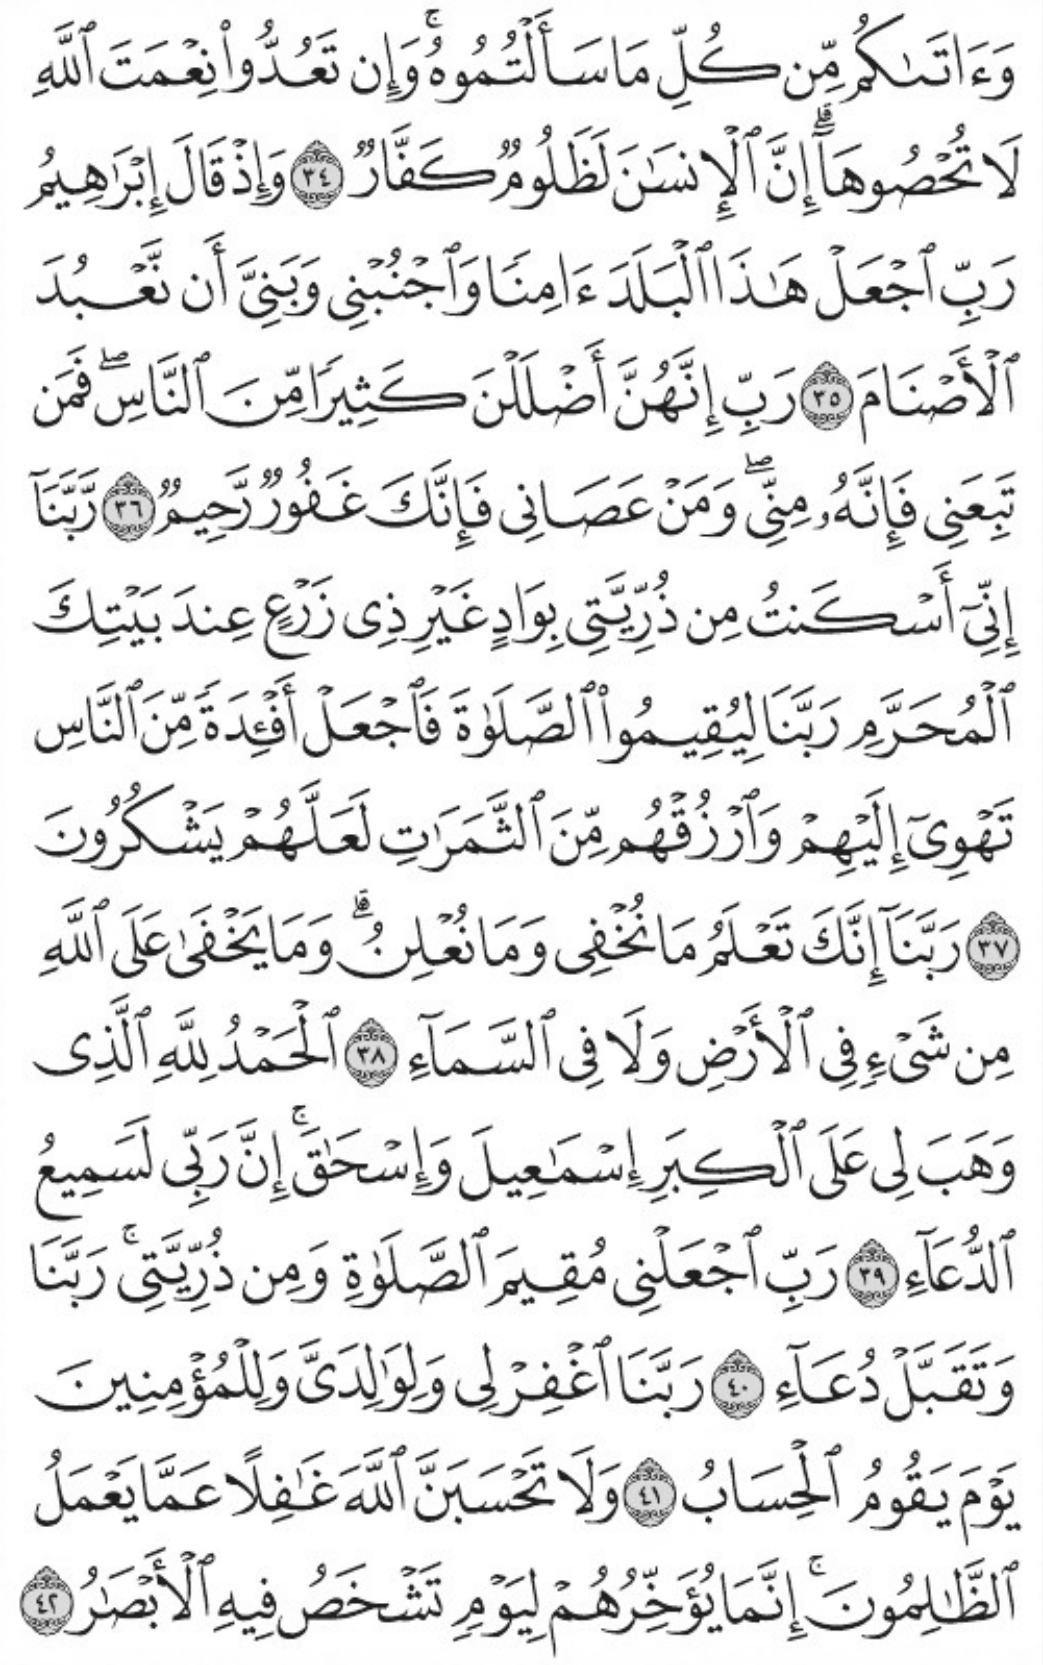 وَءَاتَىٰكُم مِّن كُلِّ مَا سَأَلْتُمُوهُ ۚ وَإِن تَعُدُّوا۟ نِعْمَتَ ٱللَّهِ
لَا تُحْصُوهَآ ۗ إِنَّ ٱلْإِنسَـٰنَ لَظَلُومٌ كَفَّارٌ ٣٤ وَإِذْ قَالَ إِبْرَٰهِيمُ
رَبِّ ٱجْعَلْ هَـٰذَا ٱلْبَلَدَ ءَامِنًا وَٱجْنُبْنِى وَبَنِىَّ أَن نَّعْبُدَ
ٱلْأَصْنَامَ ٣٥ رَبِّ إِنَّهُنَّ أَضْلَلْنَ كَثِيرًا مِّنَ ٱلنَّاسِ ۖ فَمَن
تَبِعَنِى فَإِنَّهُۥ مِنِّى ۖ وَمَنْ عَصَانِى فَإِنَّكَ غَفُورٌ رَّحِيمٌ ٣٦ رَّبَّنَآ
إِنِّىٓ أَسْكَنتُ مِن ذُرِّيَّتِى بِوَادٍ غَيْرِ ذِى زَرْعٍ عِندَ بَيْتِكَ
ٱلْمُحَرَّمِ رَبَّنَا لِيُقِيمُوا۟ ٱلصَّلَوٰةَ فَٱجْعَلْ أَفْـِٔدَةً مِّنَ ٱلنَّاسِ
تَهْوِىٓ إِلَيْهِمْ وَٱرْزُقْهُم مِّنَ ٱلثَّمَرَٰتِ لَعَلَّهُمْ يَشْكُرُونَ
٣٧ رَبَّنَآ إِنَّكَ تَعْلَمُ مَا نُخْفِى وَمَا نُعْلِنُ ۗ وَمَا يَخْفَىٰ عَلَى ٱللَّهِ
مِن شَىْءٍ فِى ٱلْأَرْضِ وَلَا فِى ٱلسَّمَآءِ ٣٨ ٱلْحَمْدُ لِلَّهِ ٱلَّذِى
وَهَبَ لِى عَلَى ٱلْكِبَرِ إِسْمَـٰعِيلَ وَإِسْحَـٰقَ ۚ إِنَّ رَبِّى لَسَمِيعُ
ٱلدُّعَآءِ ٣٩ رَبِّ ٱجْعَلْنِى مُقِيمَ ٱلصَّلَوٰةِ وَمِن ذُرِّيَّتِى ۚ رَبَّنَا
وَتَقَبَّلْ دُعَآءِ ٤٠ رَبَّنَا ٱغْفِرْ لِى وَلِوَٰلِدَىَّ وَلِلْمُؤْمِنِينَ
يَوْمَ يَقُومُ ٱلْحِسَابُ ٤١ وَلَا تَحْسَبَنَّ ٱللَّهَ غَـٰفِلًا عَمَّا يَعْمَلُ
ٱلظَّـٰلِمُونَ ۚ إِنَّمَا يُؤَخِّرُهُمْ لِيَوْمٍ تَشْخَصُ فِيهِ ٱلْأَبْصَـٰرُ ٤٢